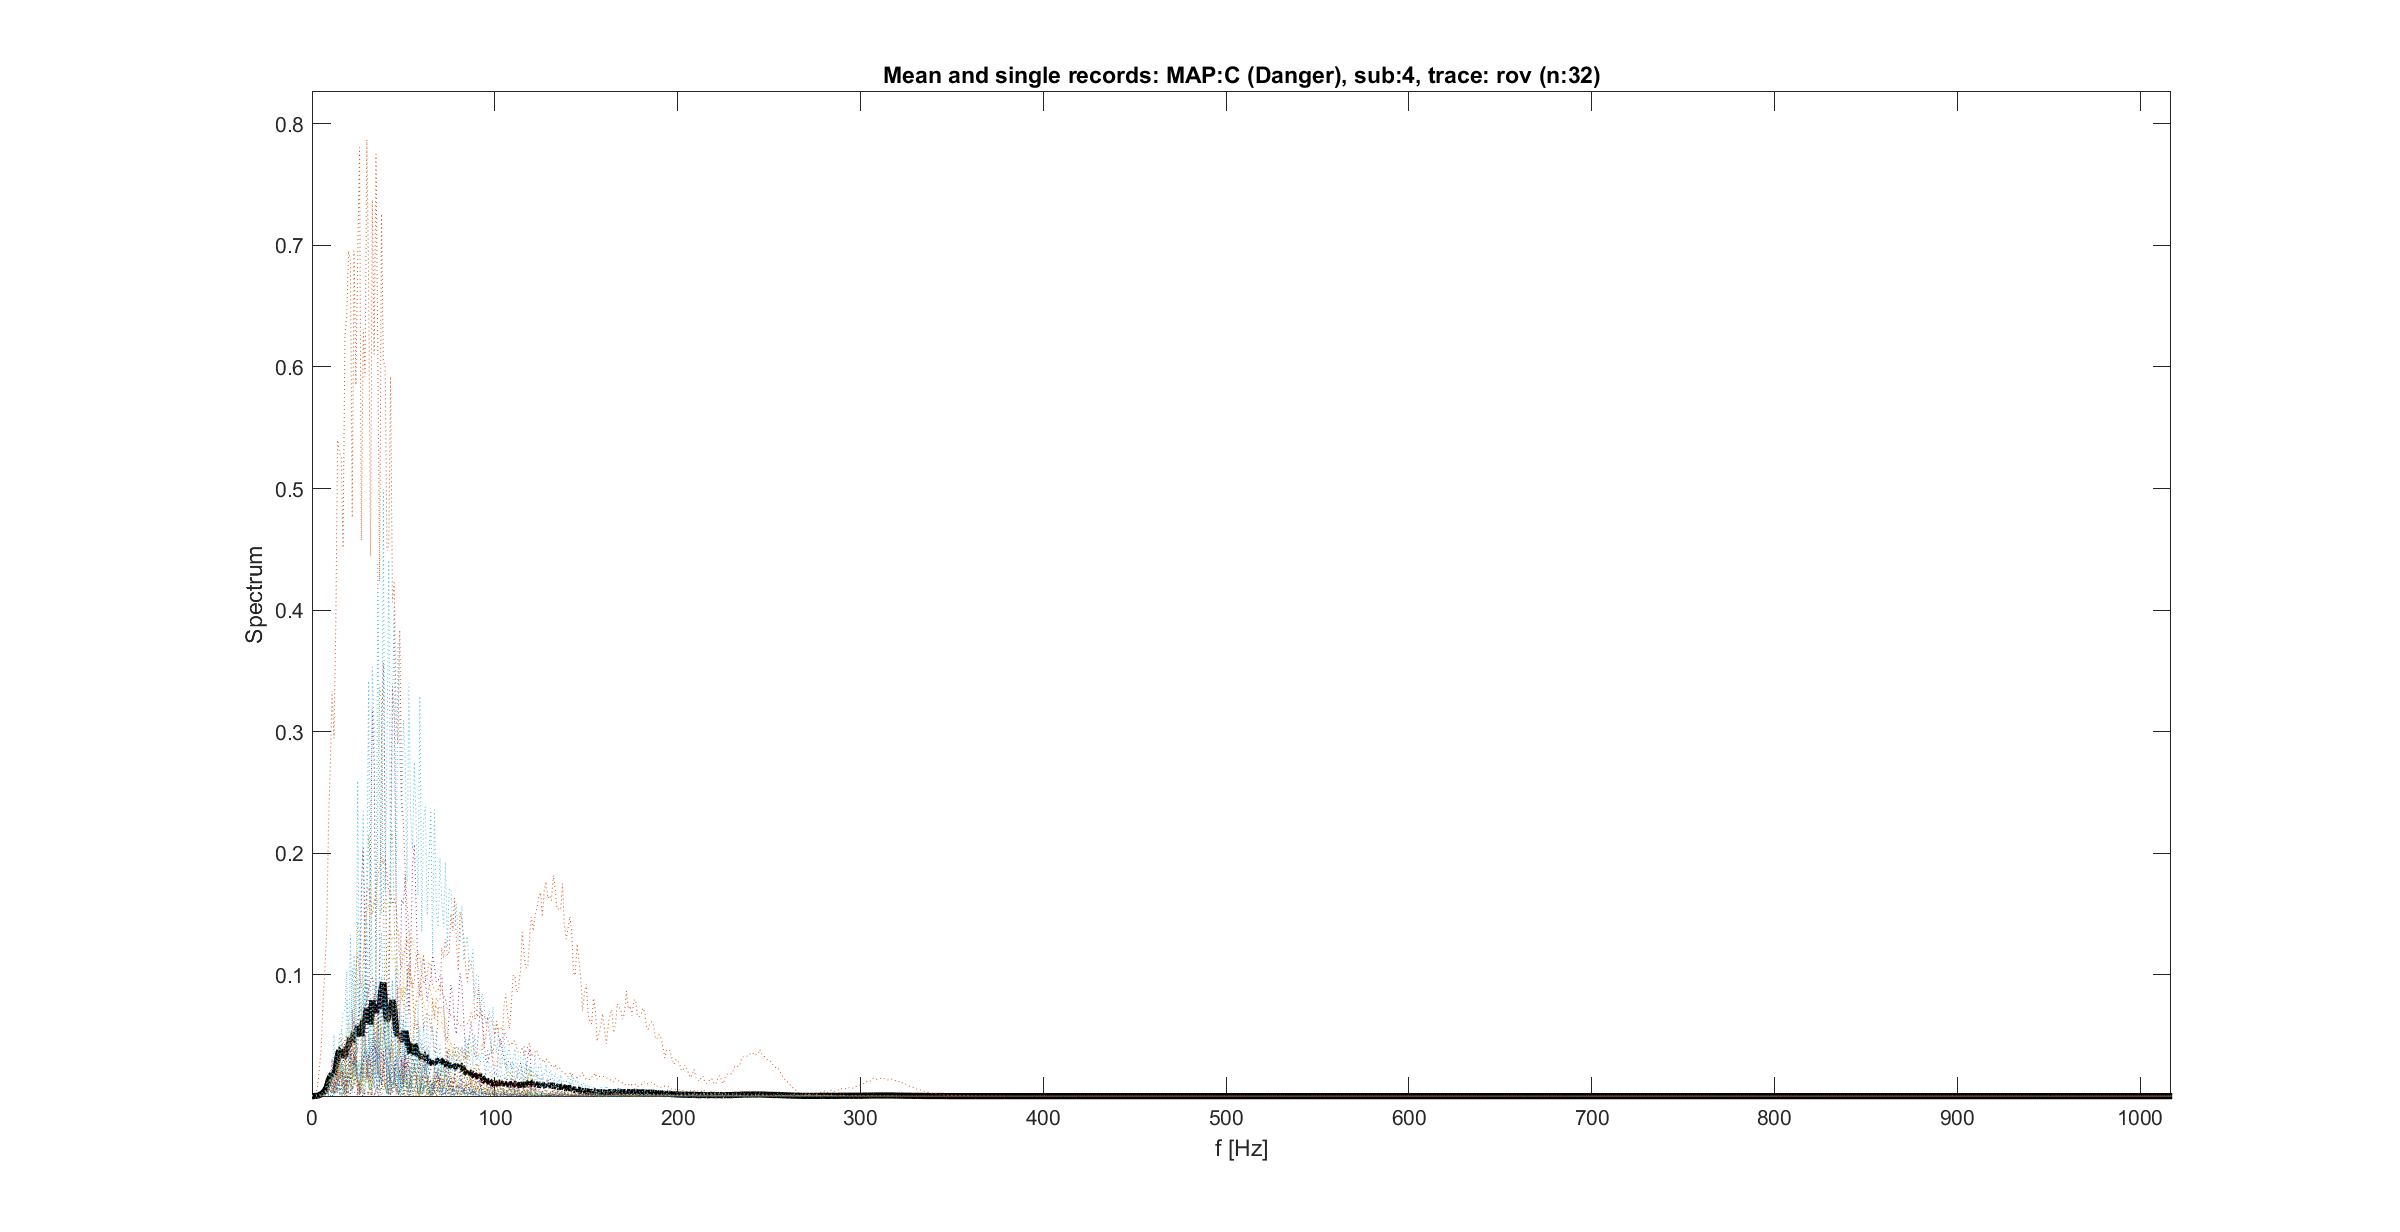 Mean and single records: MAP:C (Danger), sub:4, trace: rov (n:32)
0.8
0.7
0.6
0.5
0.4
0.3
0.2
0.1
Spectrum
0 100 200 300 400 500 600 700 800 900 1000
f [Hz]